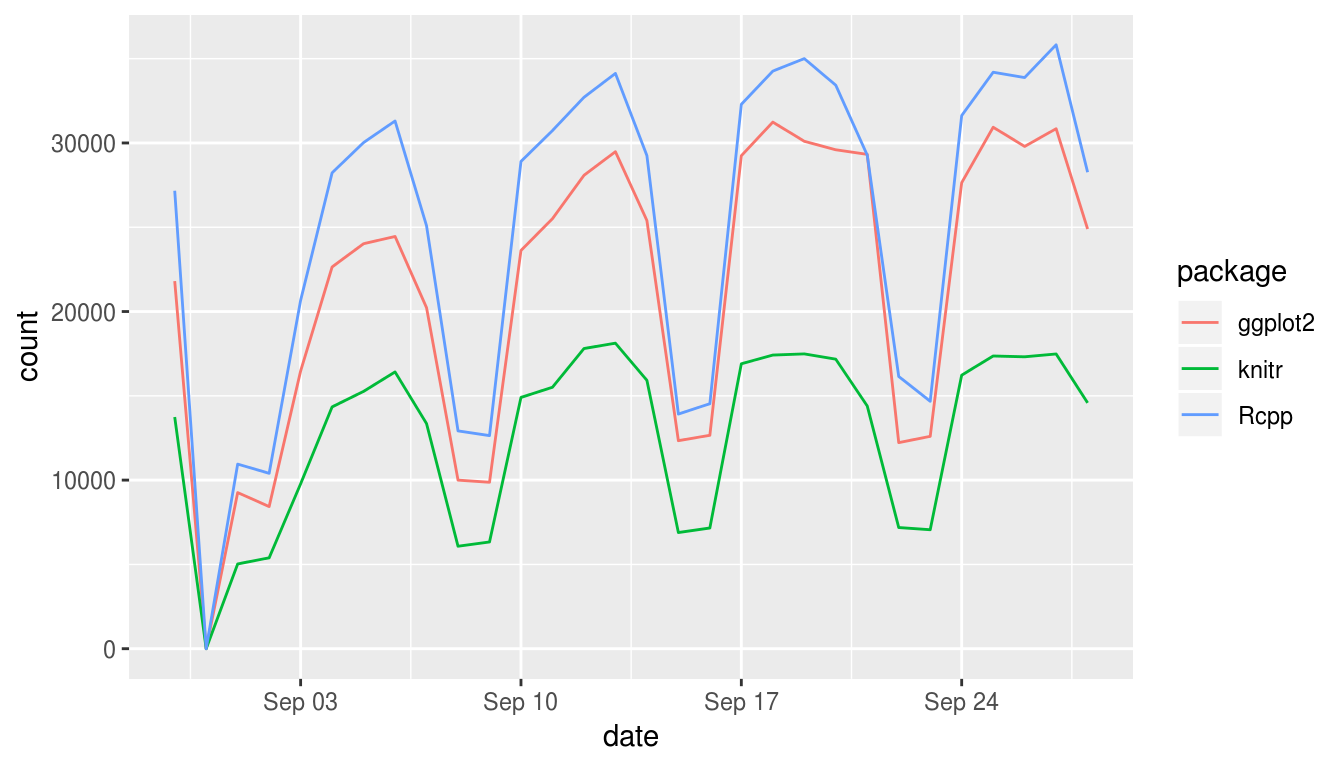 count
30000
20000
10000
0
Sep 03 Sep 10 Sep 17 Sep 24
date
package
ggplot2
knitr
Rcpp